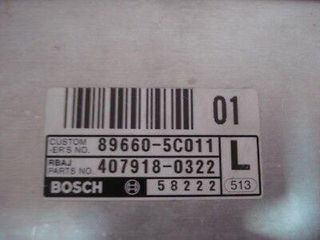 01
CUSTOM
-ER'S NO. 89660-5C011
RBAJ
PARTS NO. 407918-0322 L
BOSCH 58222 513